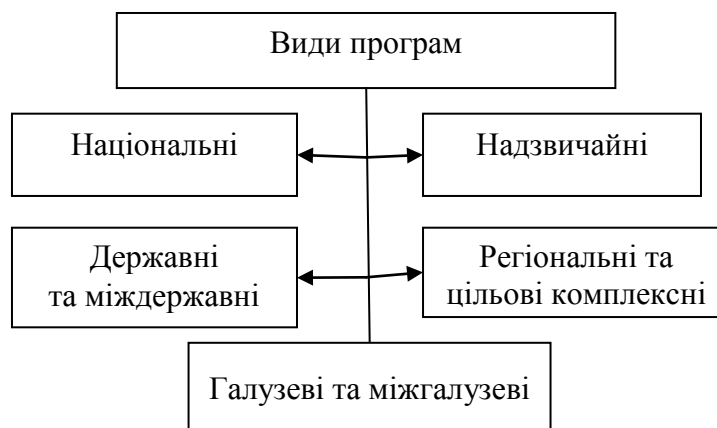 Види програм
Національні
Надзвичайні
Державні
та міждержавні
Регіональні та
цільові комплексні
Галузеві та міжгалузеві